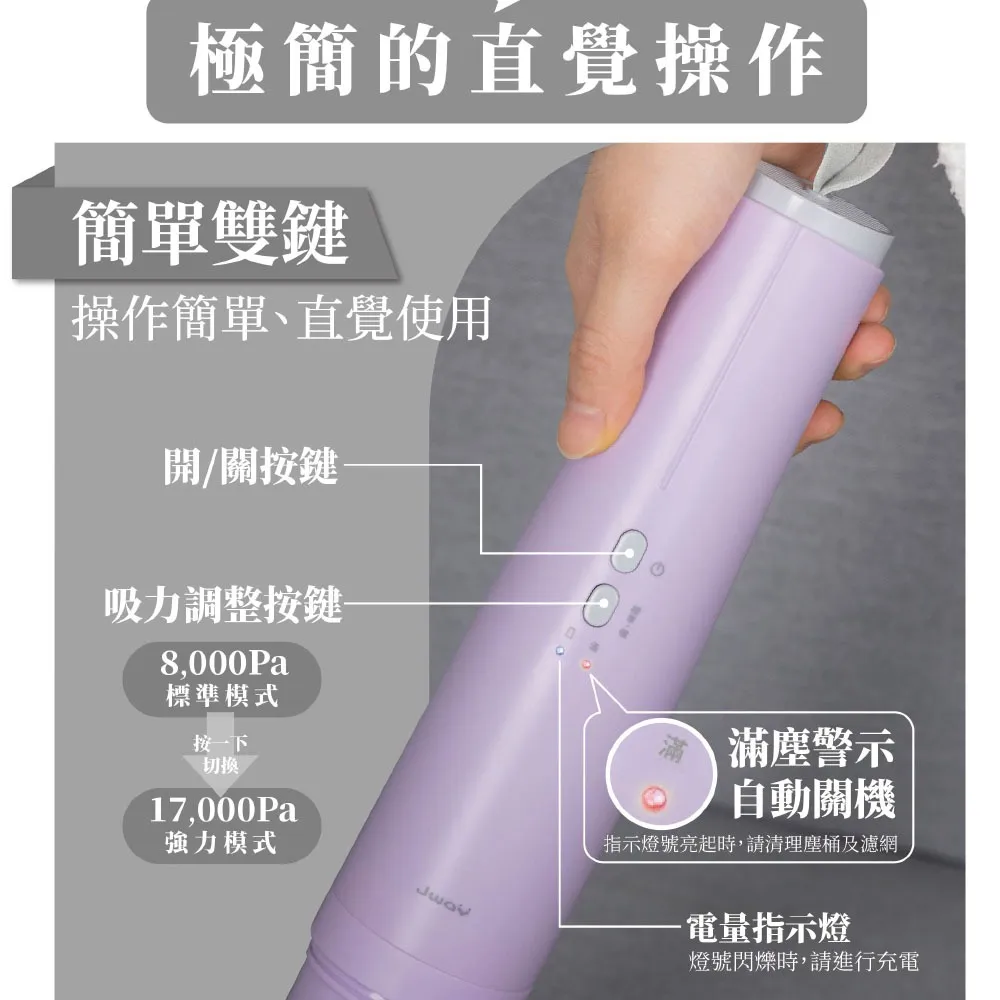 極簡的直覺操作
簡單雙鍵
操作簡單、直覺使用
開/關按鍵
吸力調整按鍵
8,000Pa
標準模式
按一下
切換
17,000Pa
強力模式
滿
滿塵警示
自動關機
指示燈號亮起時，請清理塵桶及濾網
Jway
電量指示燈
燈號閃爍時，請進行充電